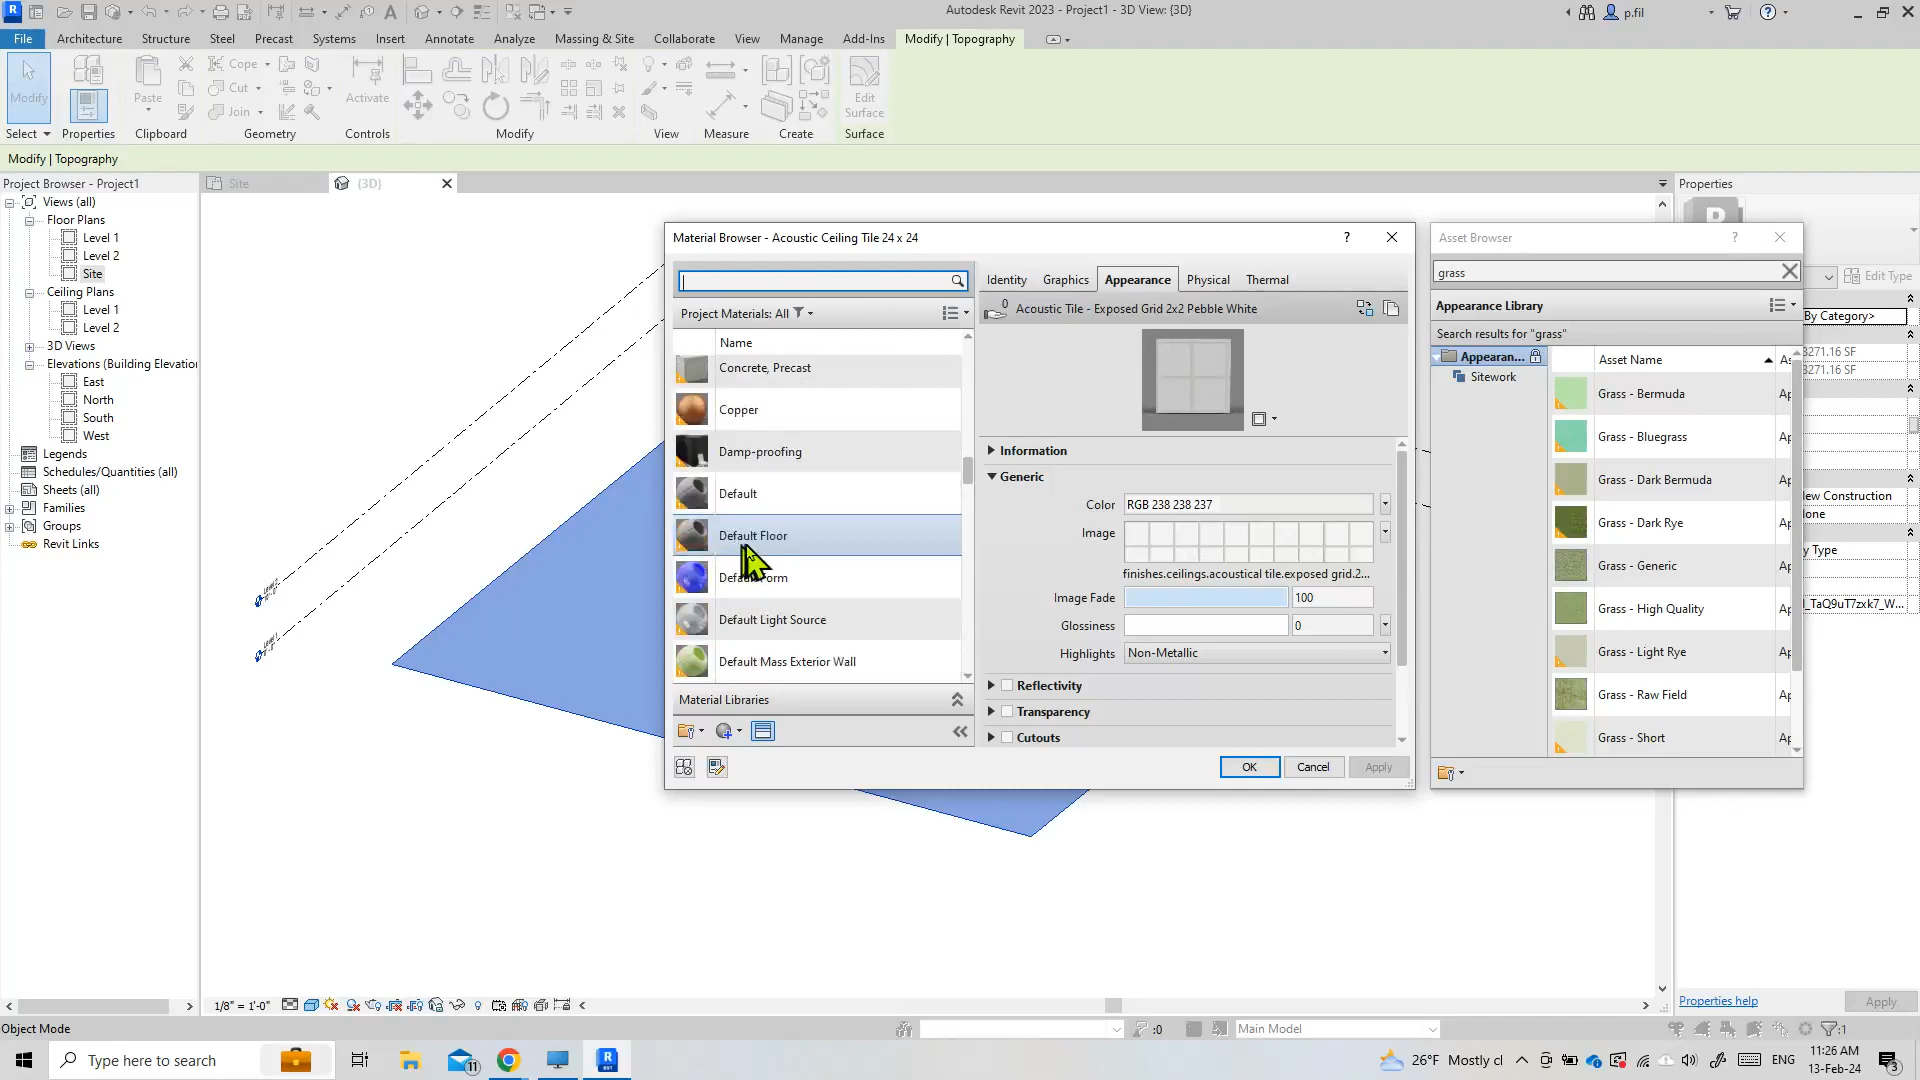 Autodesk Revit 2023 - Project1 - 3D View: {3D}
p.fil
File Architecture Structure Steel Precast Systems Insert Annotate Analyze Massing & Site Collaborate View Manage Add-Ins Modify | Topography
Modify Paste Cope Cut Join Activate Edit Surface
Select Properties Clipboard Geometry Controls Modify View Measure Create Surface
Modify | Topography
Project Browser - Project1
Views (all)
Floor Plans
Level 1
Level 2
Site
Ceiling Plans
Level 1
Level 2
3D Views
Elevations (Building Elevation
East
North
South
West
Legends
Schedules/Quantities (all)
Sheets (all)
Families
Groups
Revit Links
Site
{3D}
Material Browser - Acoustic Ceiling Tile 24 x 24
?
Project Materials: All
Name
Concrete, Precast
Copper
Damp-proofing
Default
Default Floor
Default Form
Default Light Source
Default Mass Exterior Wall
Material Libraries
Identity Graphics Appearance Physical Thermal
0
Acoustic Tile - Exposed Grid 2x2 Pebble White
Information
Generic
Color RGB 238 238 237
Image
finishes.ceilings.acoustical tile.exposed grid.2...
Image Fade 100
Glossiness 0
Highlights Non-Metallic
Reflectivity
Transparency
Cutouts
OK Cancel Apply
Asset Browser
?
grass
Appearance Library
Search results for "grass"
Appearan...
Sitework
Asset Name
Grass - Bermuda
Grass - Bluegrass
Grass - Dark Bermuda
Grass - Dark Rye
Grass - Generic
Grass - High Quality
Grass - Light Rye
Grass - Raw Field
Grass - Short
Properties
Edit Type
By Category>
3271.16 SF
3271.16 SF
ew Construction
one
y Type
_TaQ9uT7zxk7_W...
Properties help
Apply
1/8" = 1'-0"
Object Mode
:0
Main Model
:1
Type here to search
11
26°F Mostly cl
ENG
11:26 AM
13-Feb-24
3